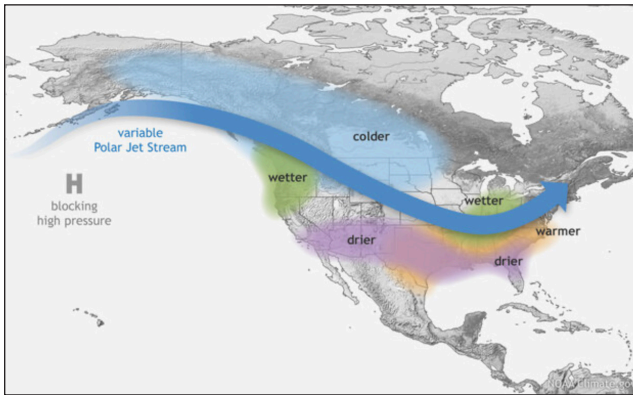 variable
Polar Jet Stream
colder
H
blocking
high pressure
wetter
wetter
drier
warmer
drier